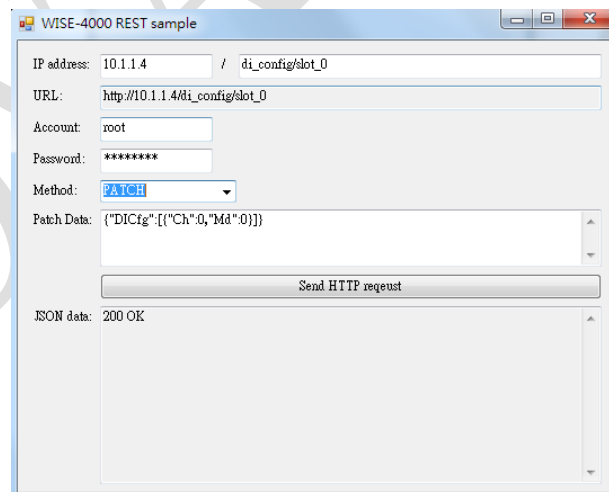 WISE-4000 REST sample
IP address: 10.1.1.4 / di_config/slot_0
URL: http://10.1.1.4/di_config/slot_0
Account: root
Password: ********
Method: PATCH
Patch Data: {"DICfg":[{"Ch":0,"Md":0}]}
Send HTTP reqeust
JSON data: 200 OK